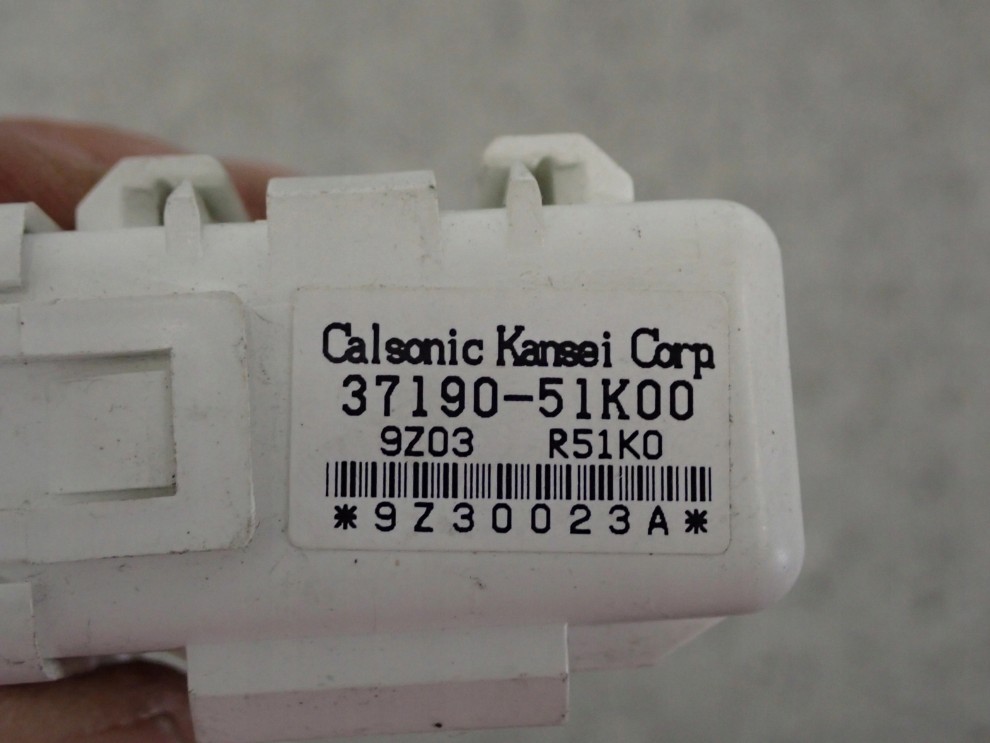 Calsonic Kansei Corp
37190-51K00
9Z03 R51K0
*9Z30023A*